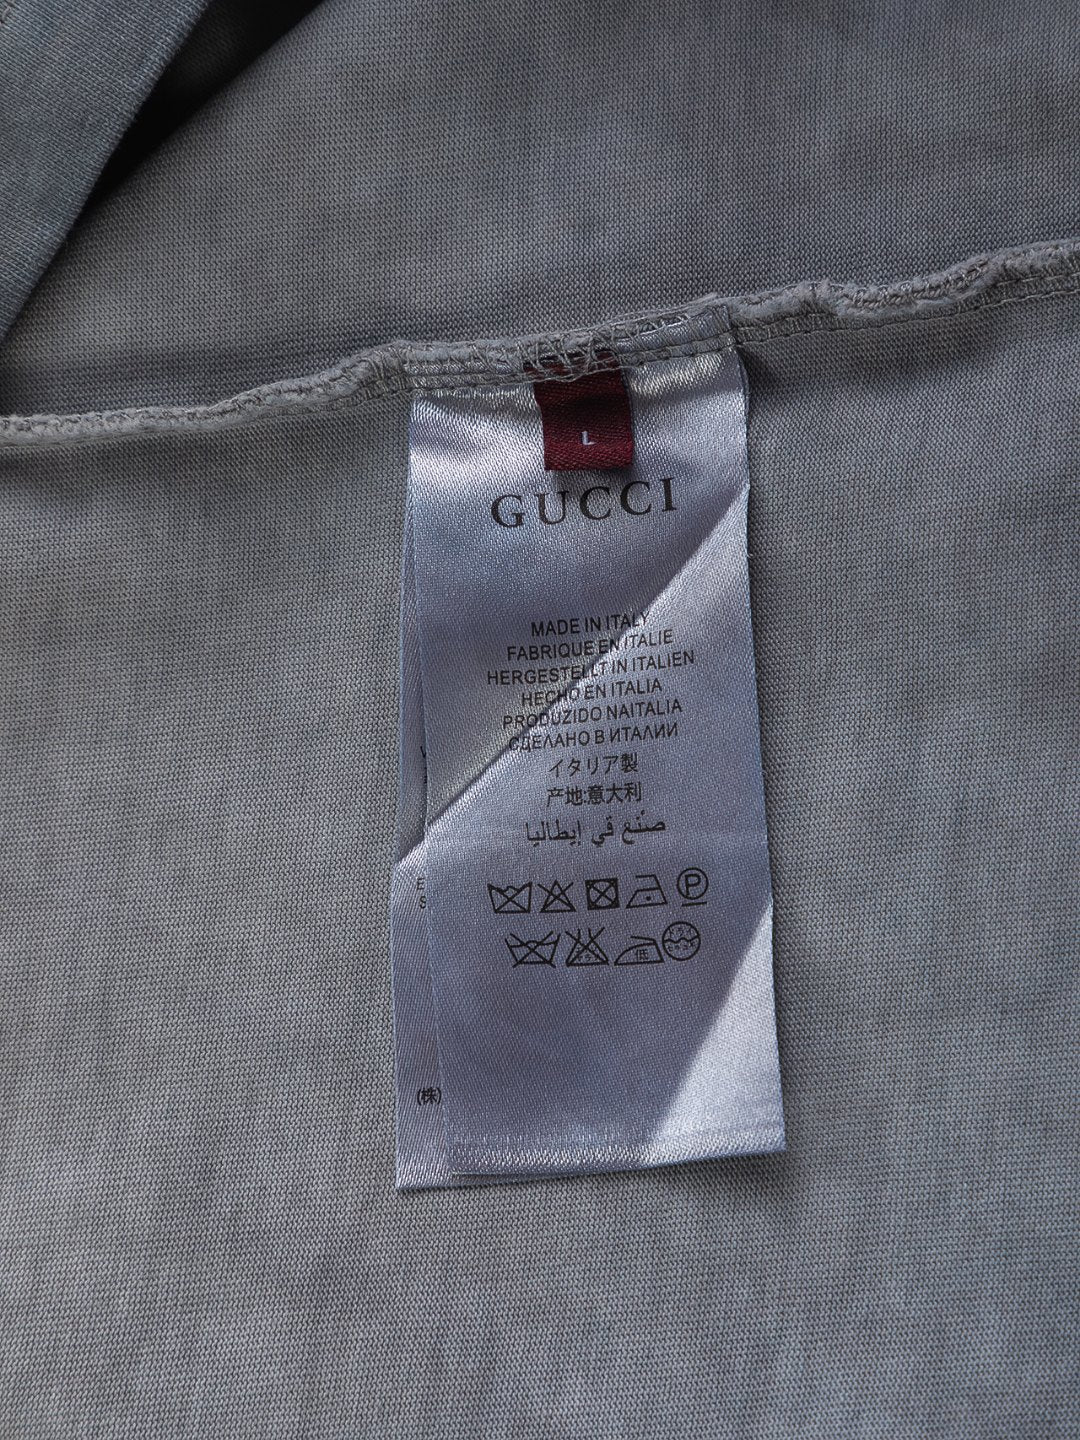 L
GUCCI
MADE IN ITALY
FABRIQUE EN ITALIE
HERGESTELLT IN ITALIEN
HECHO EN ITALIA
PRODUZIDO NAITALIA
СДЕЛАНО В ИТАЛИИ
イタリア製
产地:意大利
صنع في إيطاليا
P
低
E
S
(株)